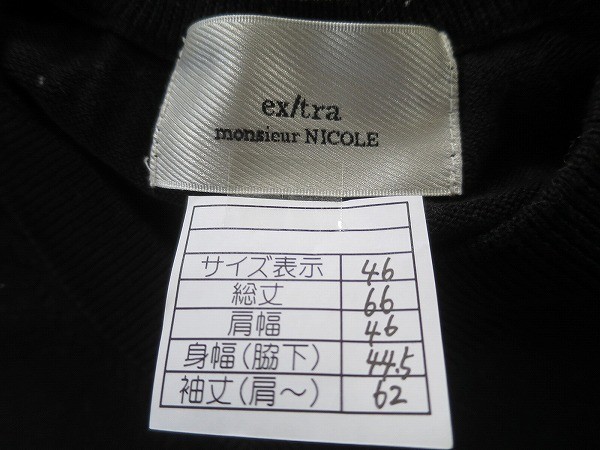 ex/tra
monsieur NICOLE
サイズ表示 46
総丈 66
肩幅 46
身幅(脇下) 44.5
袖丈(肩～) 62